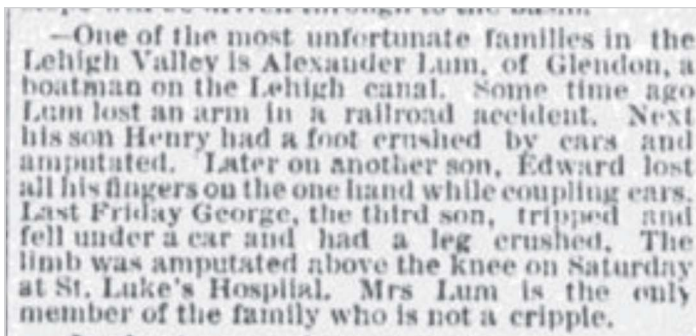 —One of the most unfortunate families in the
Lehigh Valley is Alexander Lum, of Glendon, a
boatman on the Lehigh canal. Some time ago
Lum lost an arm in a railroad accident. Next
his son Henry had a foot crushed by cars and
amputated. Later on another son, Edward lost
all his fingers on the one hand while coupling cars.
Last Friday George, the third son, tripped and
fell under a car and had a leg crushed. The
limb was amputated above the knee on Saturday
at St. Luke's Hospital. Mrs Lum is the only
member of the family who is not a cripple.